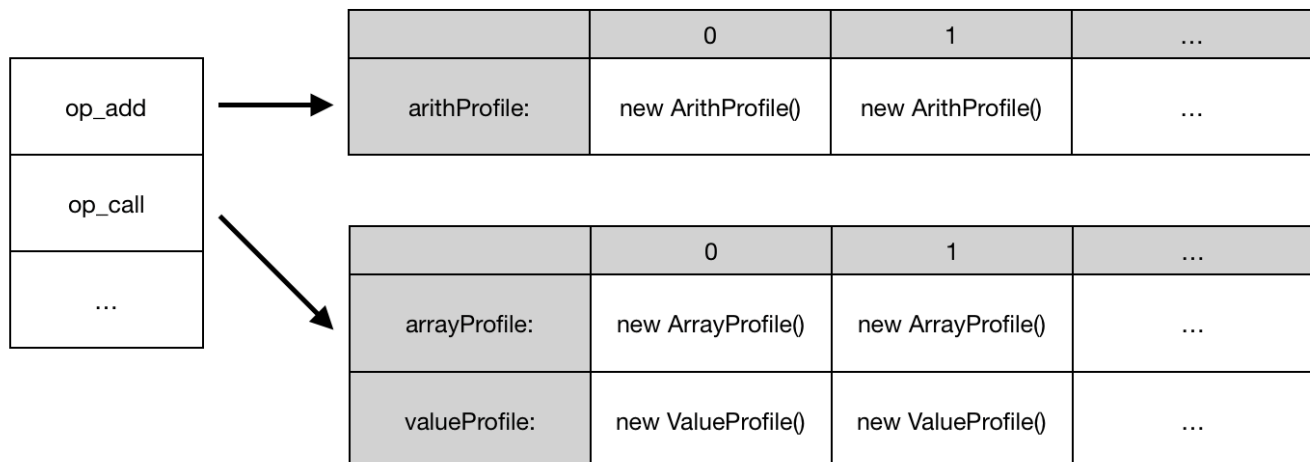 0 1 ...
op_add arithProfile: new ArithProfile() new ArithProfile() ...
op_call
0 1 ...
... arrayProfile: new ArrayProfile() new ArrayProfile() ...
valueProfile: new ValueProfile() new ValueProfile() ...